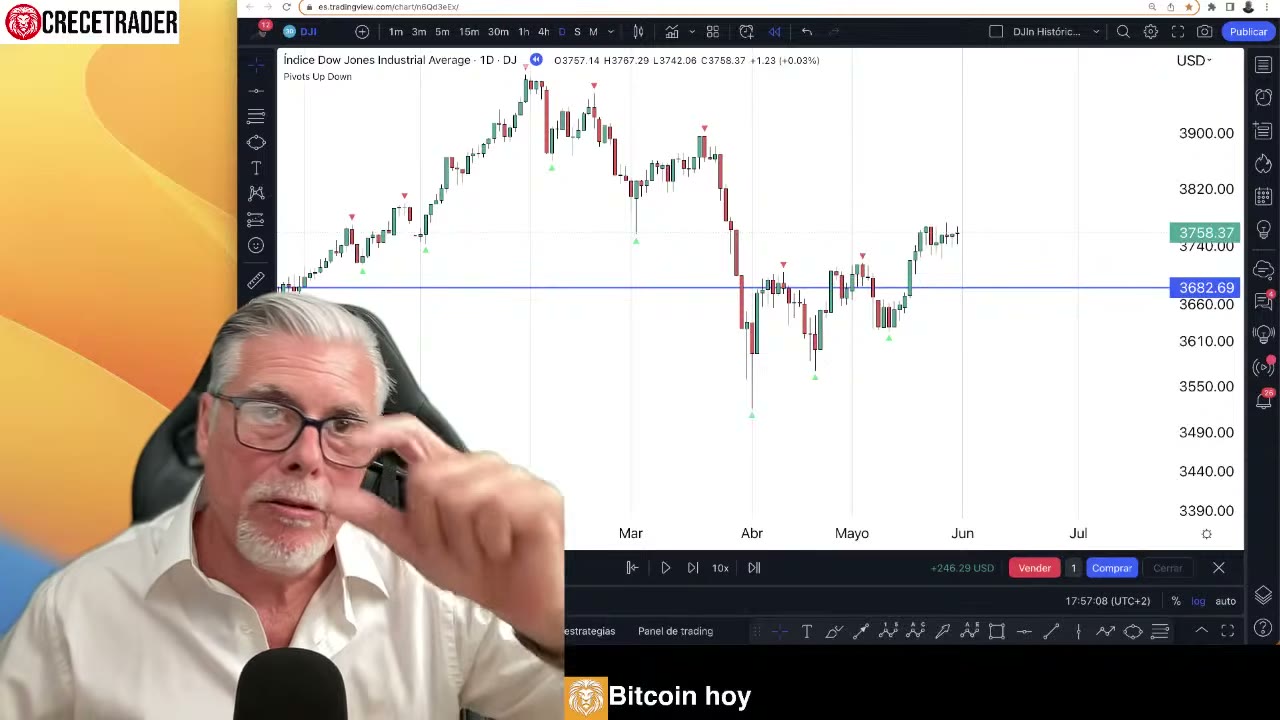 CRECETRADER
es.tradingview.com/chart/n6Qd3eEx/
12
30 DJI
1m 3m 5m 15m 30m 1h 4h D S M
DJIn Históric...
Publicar
Índice Dow Jones Industrial Average · 1D · DJ
O3757.14 H3767.29 L3742.06 C3758.37 +1.23 (+0.03%)
USD
Pivots Up Down
3900.00
3820.00
3758.37
3740.00
3682.69
3660.00
3610.00
3550.00
3490.00
3440.00
3390.00
4
26
Mar Abr Mayo Jun Jul
10x
+246.29 USD
Vender
1
Comprar
Cerrar
17:57:08 (UTC+2)
% log auto
estrategias
Panel de trading
Bitcoin hoy